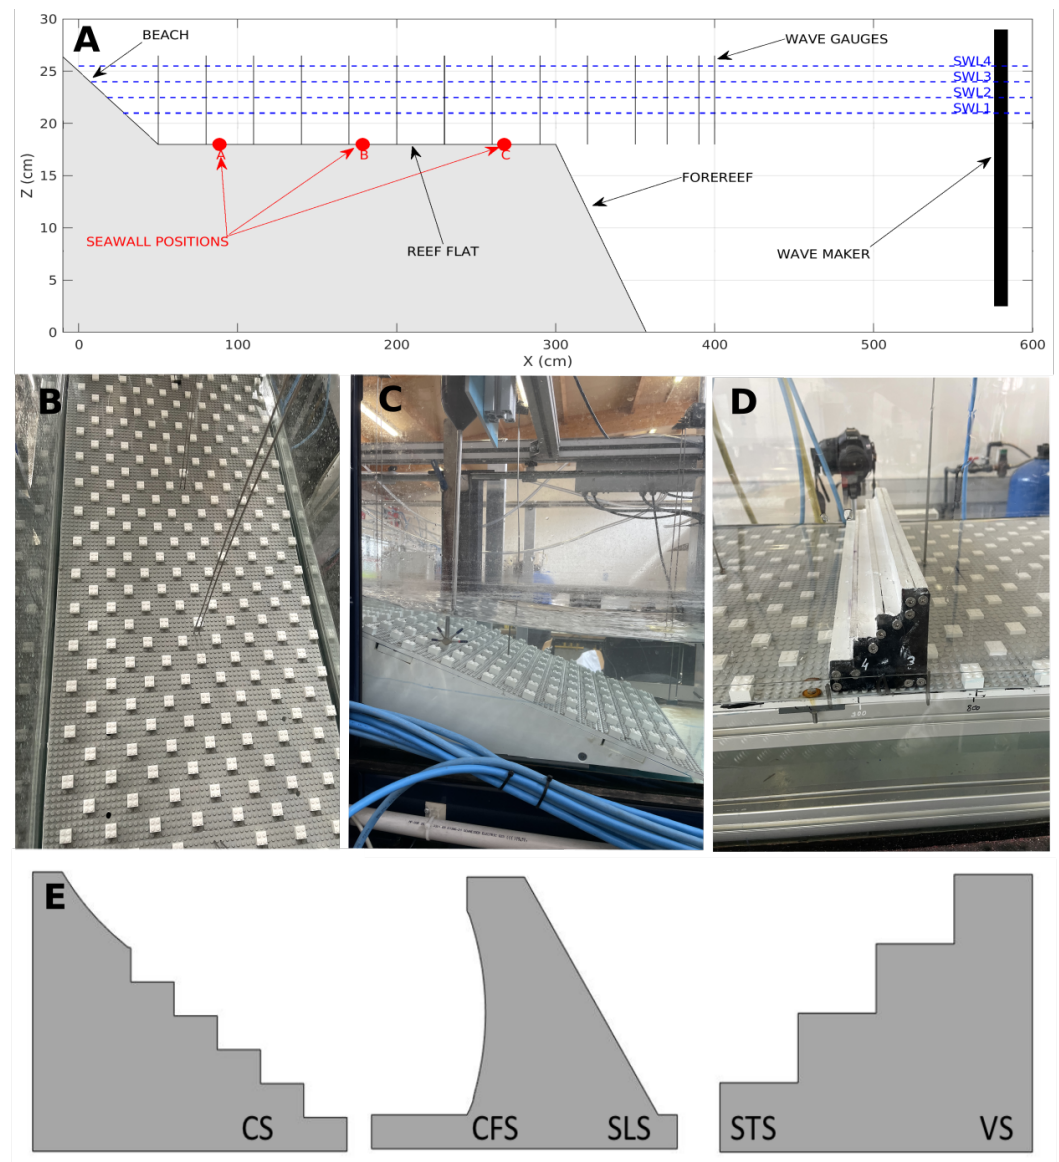 A
BEACH
WAVE GAUGES
SWL4
SWL3
SWL2
SWL1
A
B
C
FOREREEF
SEAWALL POSITIONS
REEF FLAT
WAVE MAKER
Z (cm)
30
25
20
15
10
5
0
0
100
200
300
400
500
600
X (cm)
B
C
D
4
3
E
CS
CFS
SLS
STS
VS